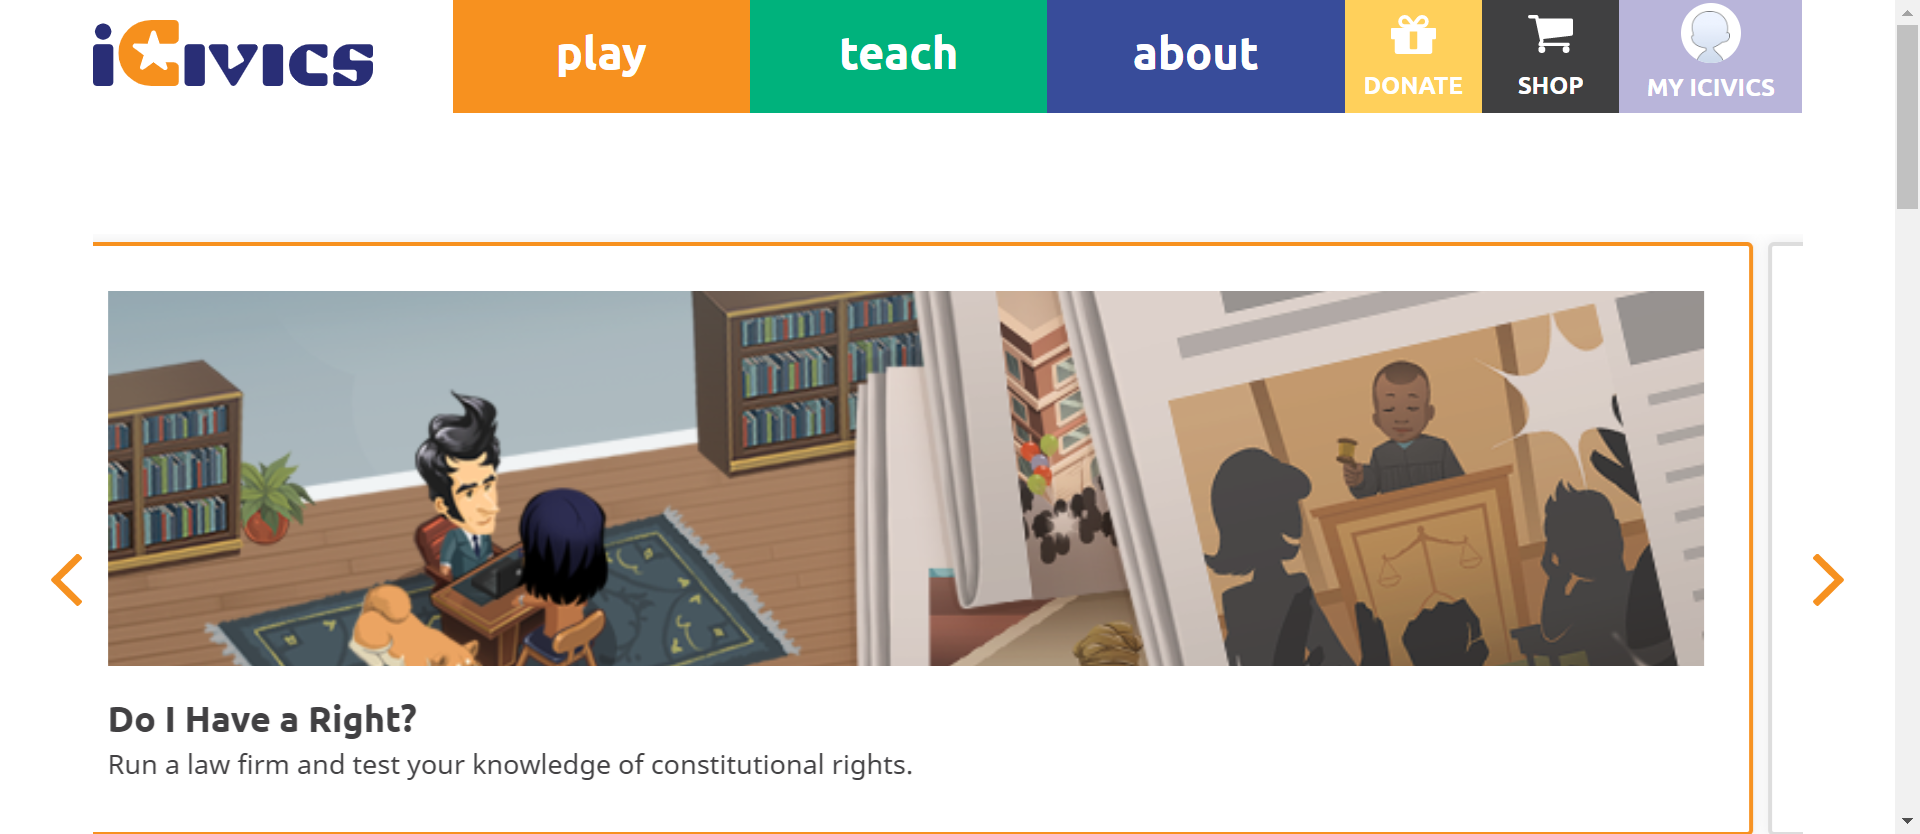 iCivics
play
teach
about
DONATE
SHOP
MY ICIVICS
Do I Have a Right?
Run a law firm and test your knowledge of constitutional rights.